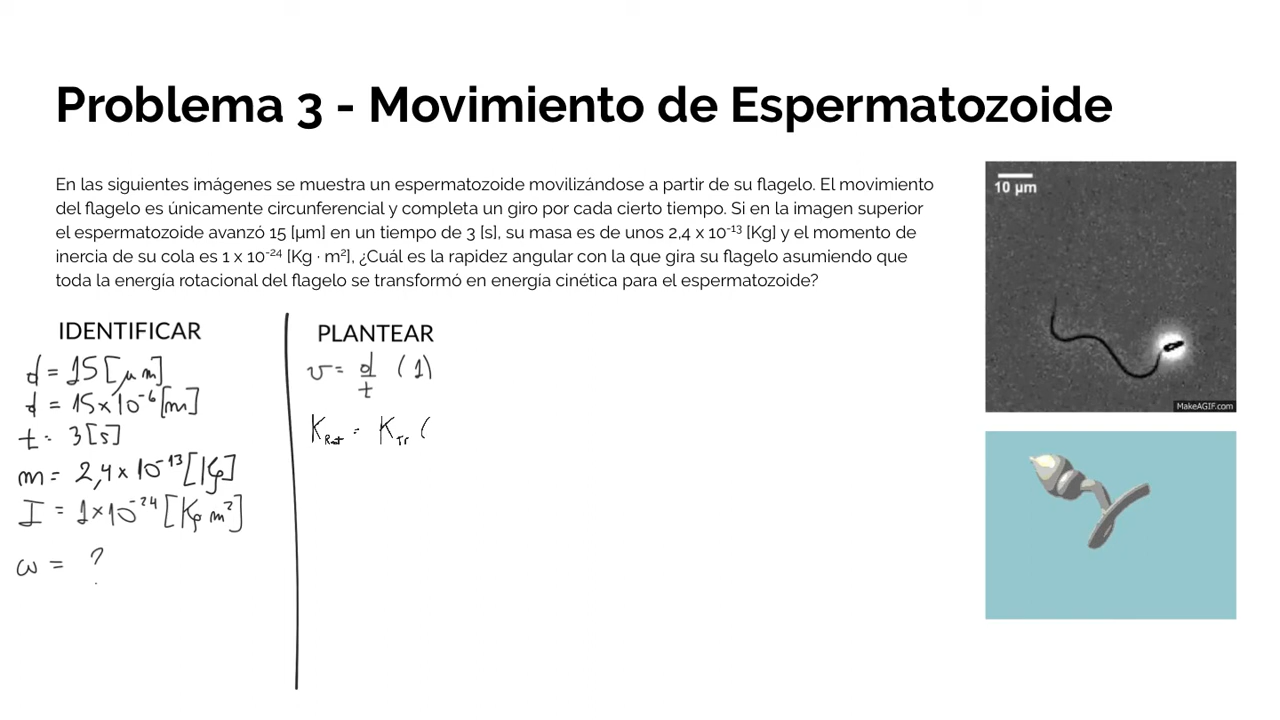 Problema 3 - Movimiento de Espermatozoide
En las siguientes imágenes se muestra un espermatozoide movilizándose a partir de su flagelo. El movimiento
del flagelo es únicamente circunferencial y completa un giro por cada cierto tiempo. Si en la imagen superior
el espermatozoide avanzó 15 [μm] en un tiempo de 3 [s], su masa es de unos 2,4 x 10⁻¹³ [Kg] y el momento de
inercia de su cola es 1 x 10⁻²⁴ [Kg · m²], ¿Cuál es la rapidez angular con la que gira su flagelo asumiendo que
toda la energía rotacional del flagelo se transformó en energía cinética para el espermatozoide?
IDENTIFICAR
d = 15 [μm]
d = 15×10⁻⁶ [m]
t = 3 [s]
m = 2,4 × 10⁻¹³ [Kg]
I = 1×10⁻²⁴ [Kg m²]
ω = ?
PLANTEAR
v = d/t (1)
K_Rot = K_Tr (
10 μm
MakeAGIF.com